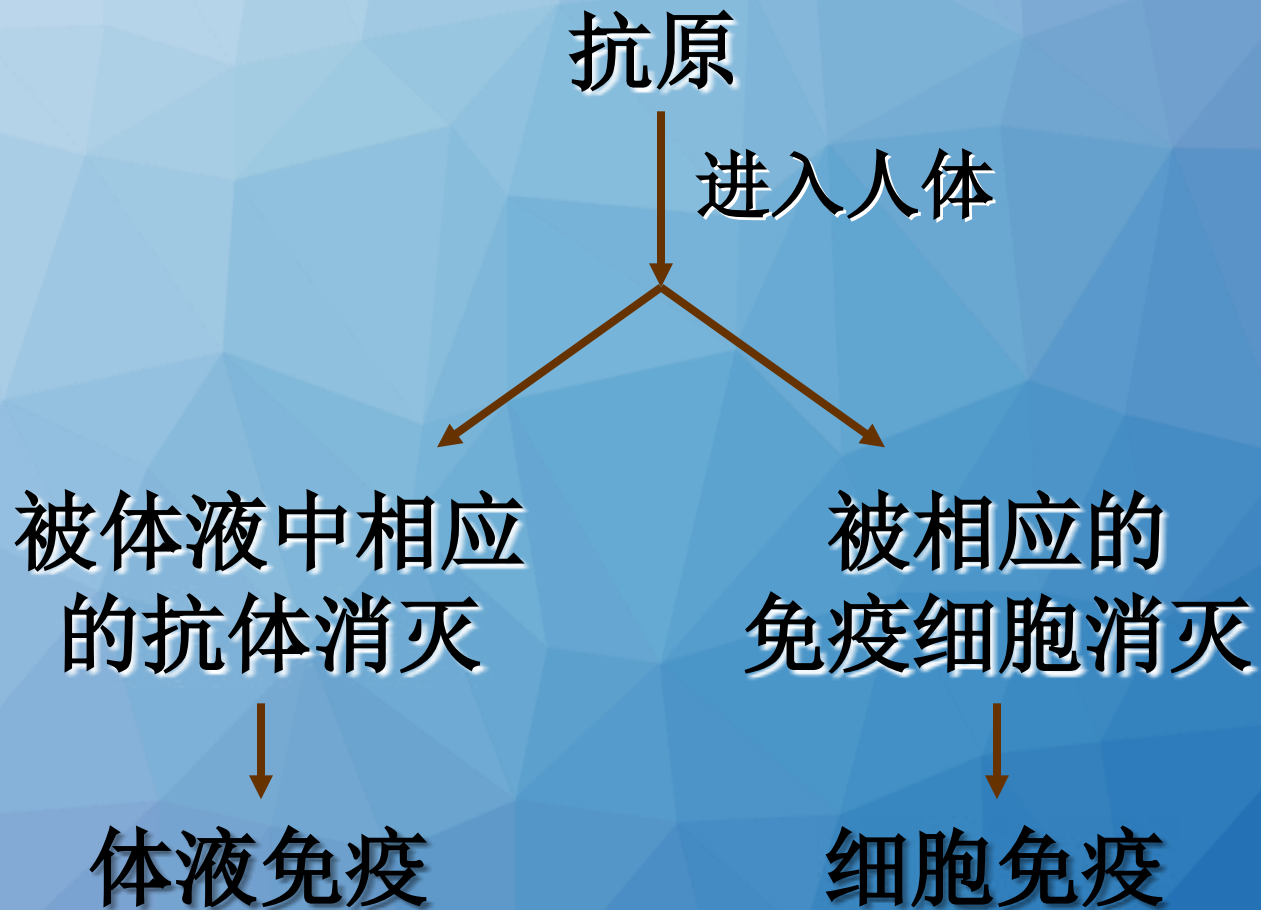 抗原
进入人体
被体液中相应
的抗体消灭
被相应的
免疫细胞消灭
体液免疫
细胞免疫